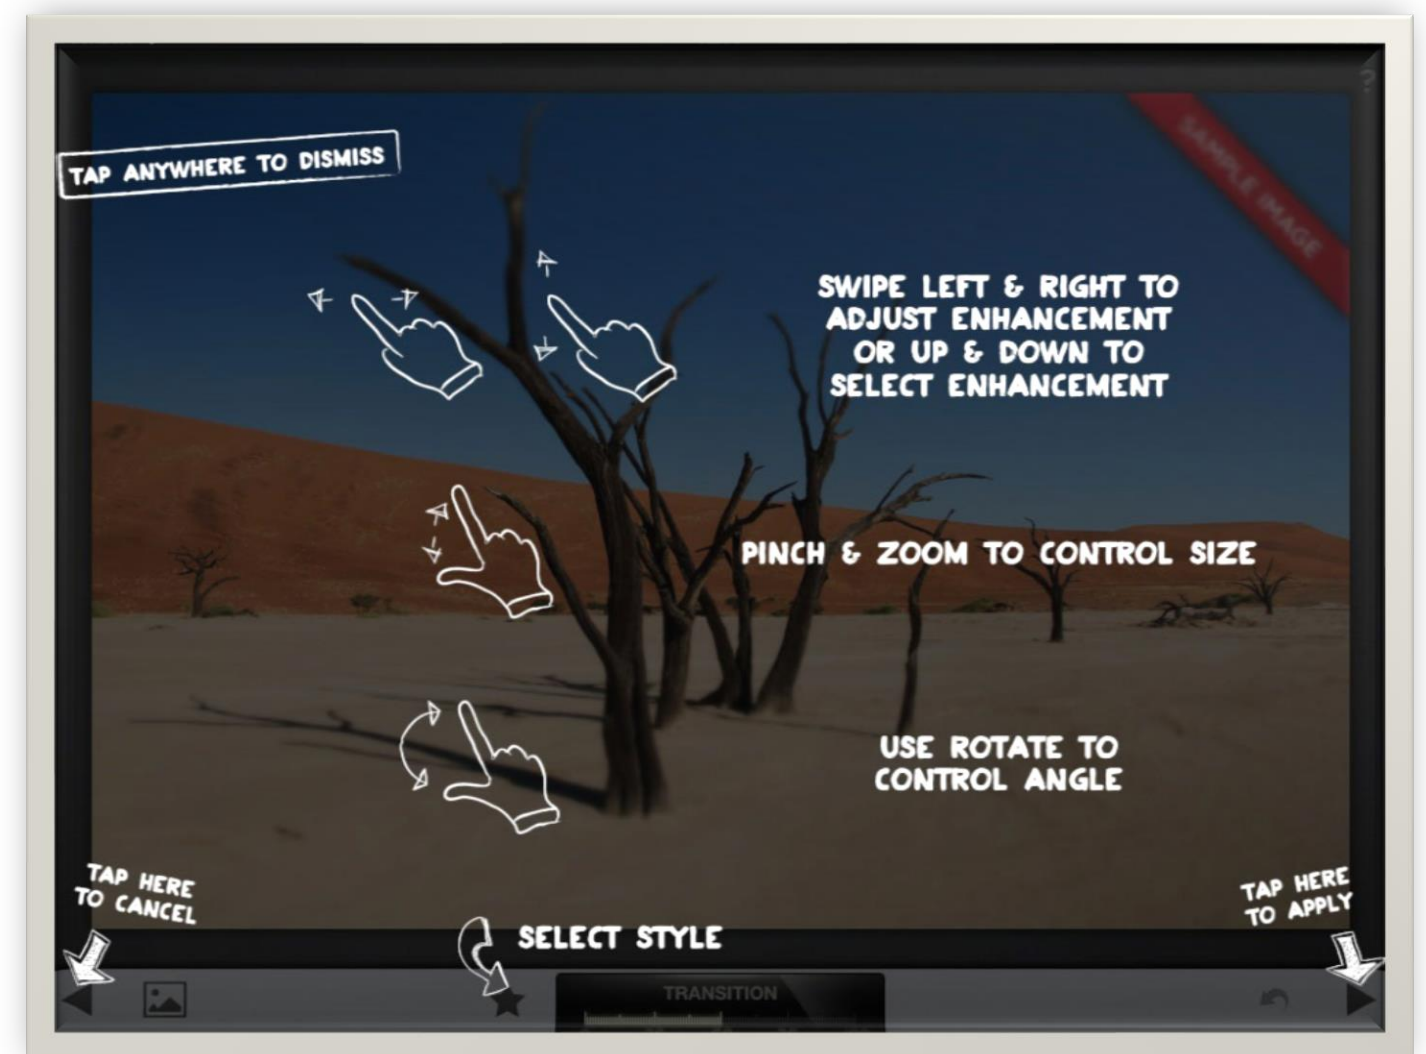 TAP ANYWHERE TO DISMISS
SAMPLE IMAGE
SWIPE LEFT & RIGHT TO
ADJUST ENHANCEMENT
OR UP & DOWN TO
SELECT ENHANCEMENT
PINCH & ZOOM TO CONTROL SIZE
USE ROTATE TO
CONTROL ANGLE
TAP HERE
TO CANCEL
TAP HERE
TO APPLY
SELECT STYLE
TRANSITION
?